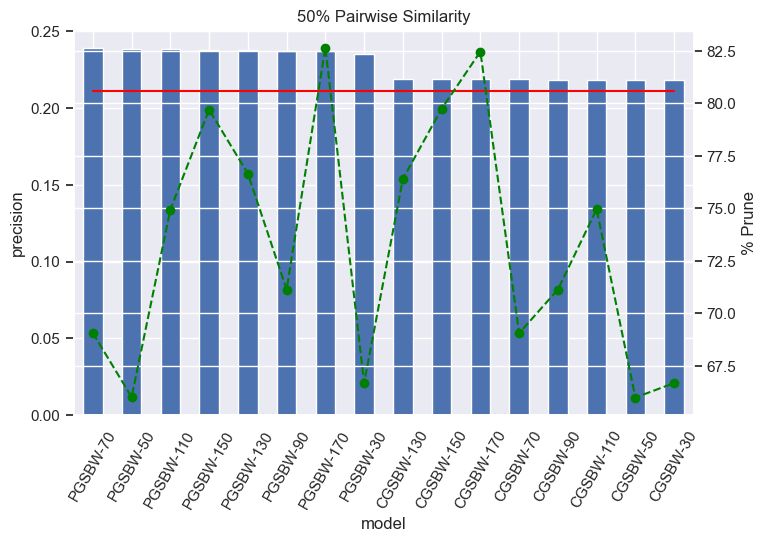 50% Pairwise Similarity
0.25
0.20
0.15
0.10
0.05
0.00
precision
82.5
80.0
77.5
75.0
72.5
70.0
67.5
% Prune
PGSBW-70
PGSBW-50
PGSBW-110
PGSBW-150
PGSBW-130
PGSBW-90
PGSBW-170
PGSBW-30
CGSBW-130
CGSBW-150
CGSBW-170
CGSBW-70
CGSBW-90
CGSBW-110
CGSBW-50
CGSBW-30
model